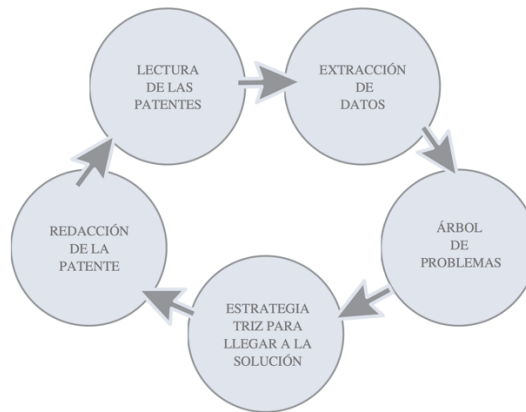 LECTURA
DE LAS
PATENTES
EXTRACCIÓN
DE
DATOS
ÁRBOL
DE
PROBLEMAS
ESTRATEGIA
TRIZ PARA
LLEGAR A LA
SOLUCIÓN
REDACCIÓN
DE LA
PATENTE